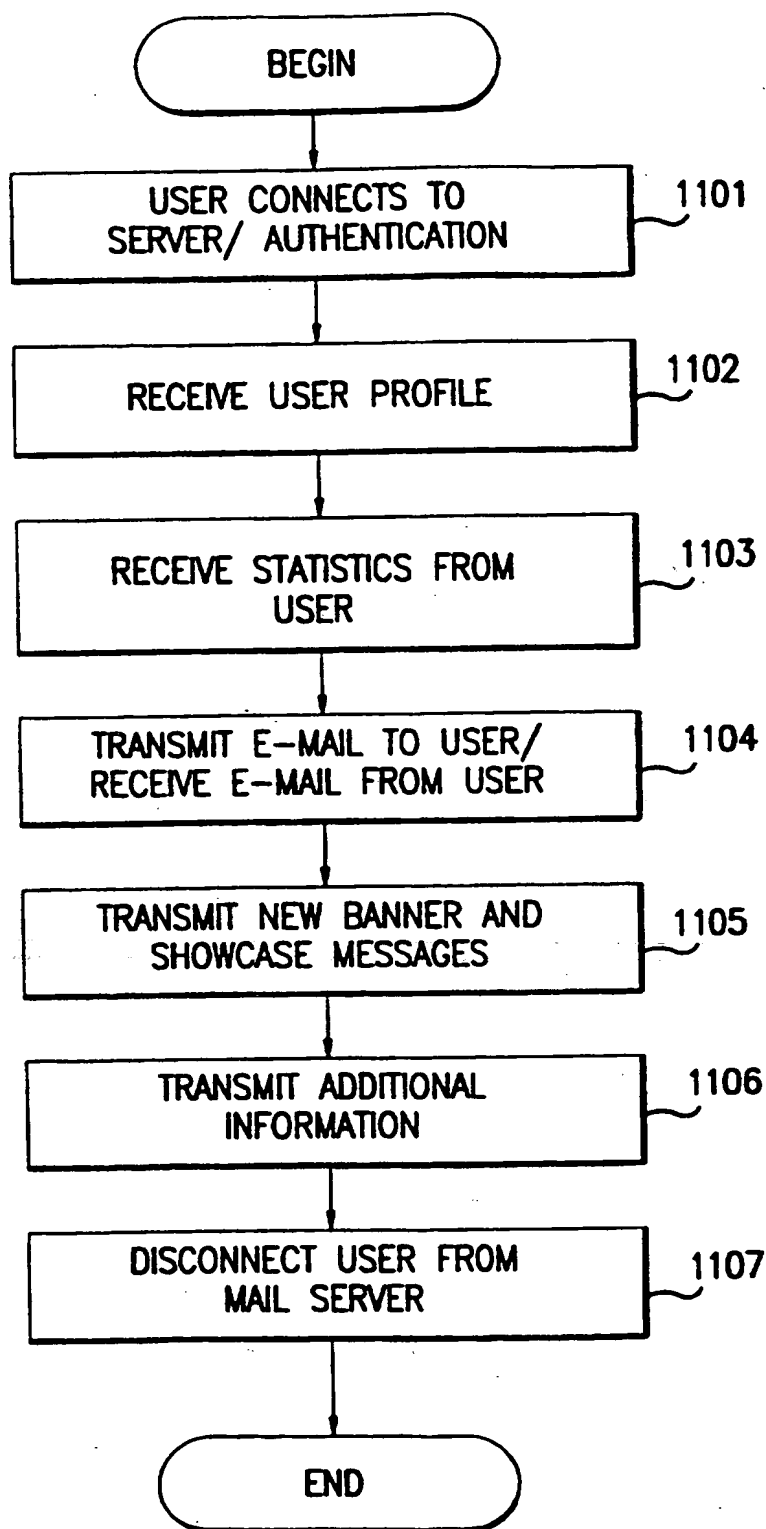 BEGIN
USER CONNECTS TO
SERVER/ AUTHENTICATION
1101
RECEIVE USER PROFILE
1102
RECEIVE STATISTICS FROM
USER
1103
TRANSMIT E-MAIL TO USER/
RECEIVE E-MAIL FROM USER
1104
TRANSMIT NEW BANNER AND
SHOWCASE MESSAGES
1105
TRANSMIT ADDITIONAL
INFORMATION
1106
DISCONNECT USER FROM
MAIL SERVER
1107
END